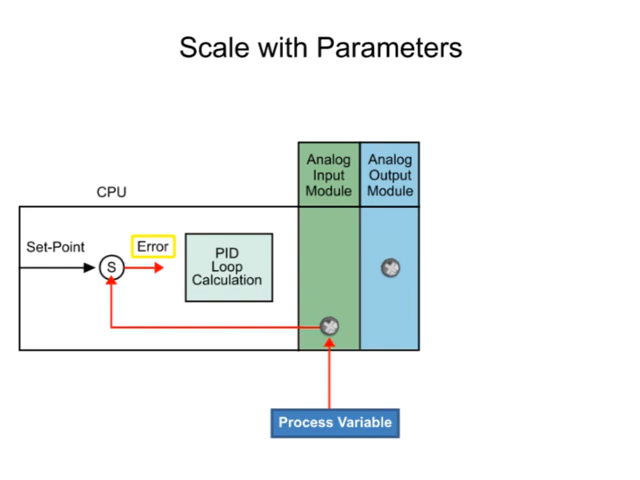 Scale with Parameters
Analog
Input
Module
Analog
Output
Module
CPU
Set-Point
S
Error
PID
Loop
Calculation
Process Variable